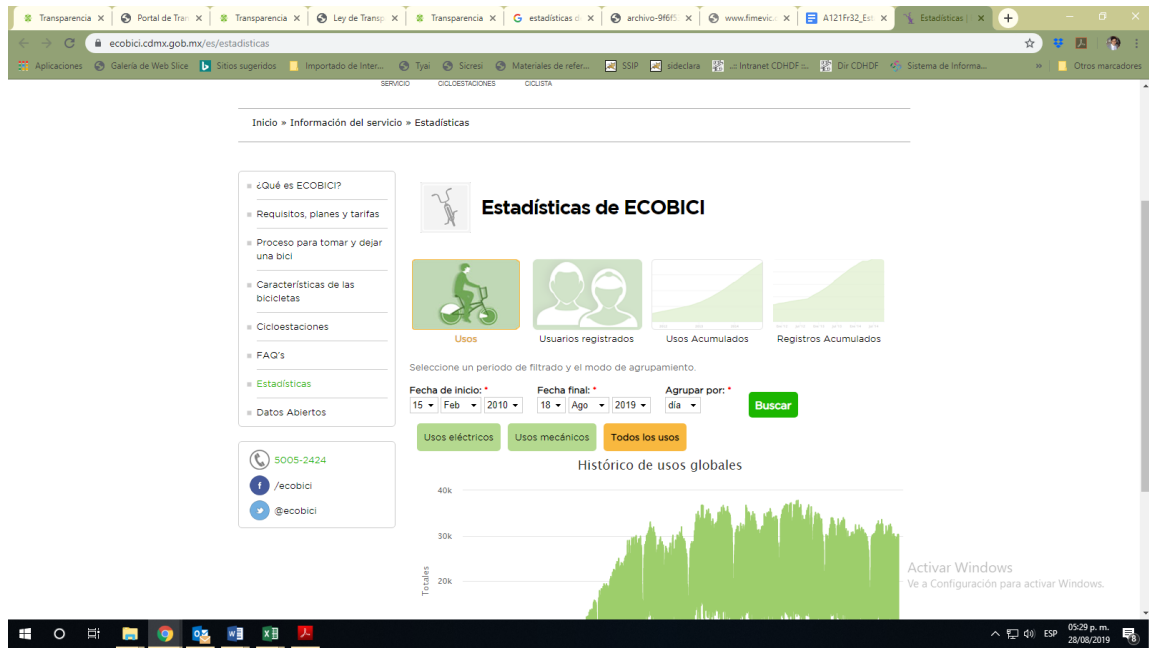 Transparencia
Portal de Tran
Transparencia
Ley de Transp
Transparencia
estadísticas d
archivo-9f6f5
www.fimevic.c
A121Fr32_Est
Estadísticas |
ecobici.cdmx.gob.mx/es/estadisticas
Aplicaciones
Galería de Web Slice
Sitios sugeridos
Importado de Inter...
Tyai
Sicresi
Materiales de refer...
SSIP
sideclara
..:: Intranet CDHDF ::..
Dir CDHDF
Sistema de Informa...
»
Otros marcadores
SERVICIO
CICLOESTACIONES
CICLISTA
Inicio » Información del servicio » Estadísticas
¿Qué es ECOBICI?
Requisitos, planes y tarifas
Proceso para tomar y dejar
una bici
Características de las
bicicletas
Cicloestaciones
FAQ's
Estadísticas
Datos Abiertos
5005-2424
/ecobici
@ecobici
Estadísticas de ECOBICI
Usos
Usuarios registrados
Usos Acumulados
Registros Acumulados
Seleccione un periodo de filtrado y el modo de agrupamiento.
Fecha de inicio: *
Fecha final: *
Agrupar por: *
15 Feb 2010
18 Ago 2019
día
Buscar
Usos eléctricos
Usos mecánicos
Todos los usos
Histórico de usos globales
40k
30k
20k
Totales
Activar Windows
Ve a Configuración para activar Windows.
ESP
05:29 p. m.
28/08/2019